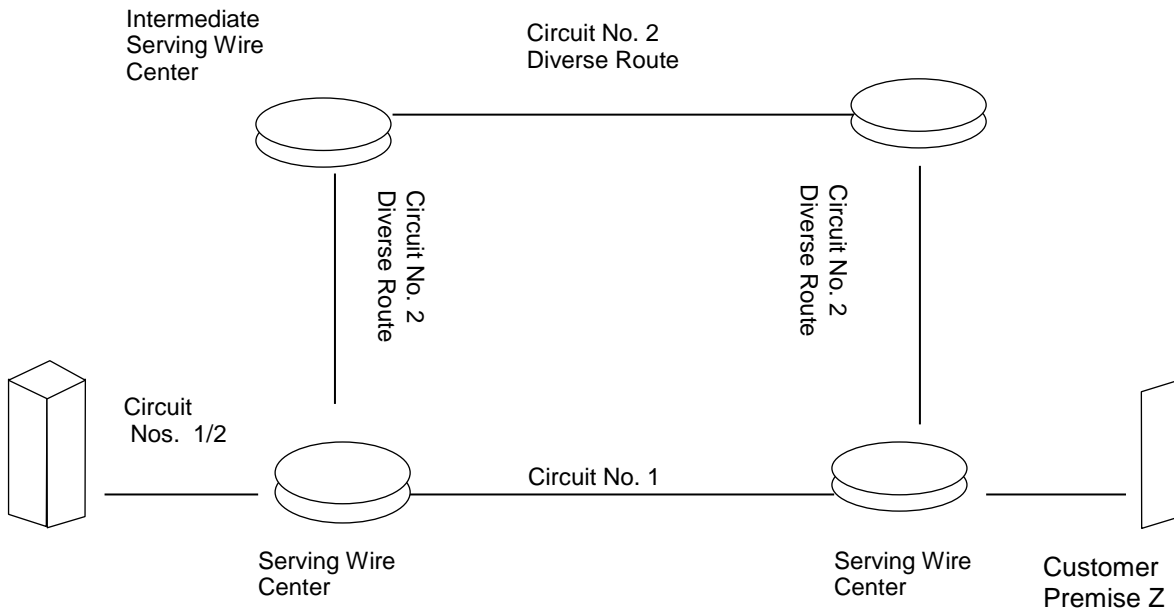 Intermediate
Serving Wire
Center
Circuit No. 2
Diverse Route
Circuit No. 2
Diverse Route
Circuit No. 2
Diverse Route
Circuit
Nos. 1/2
Circuit No. 1
Serving Wire
Center
Serving Wire
Center
Customer
Premise Z